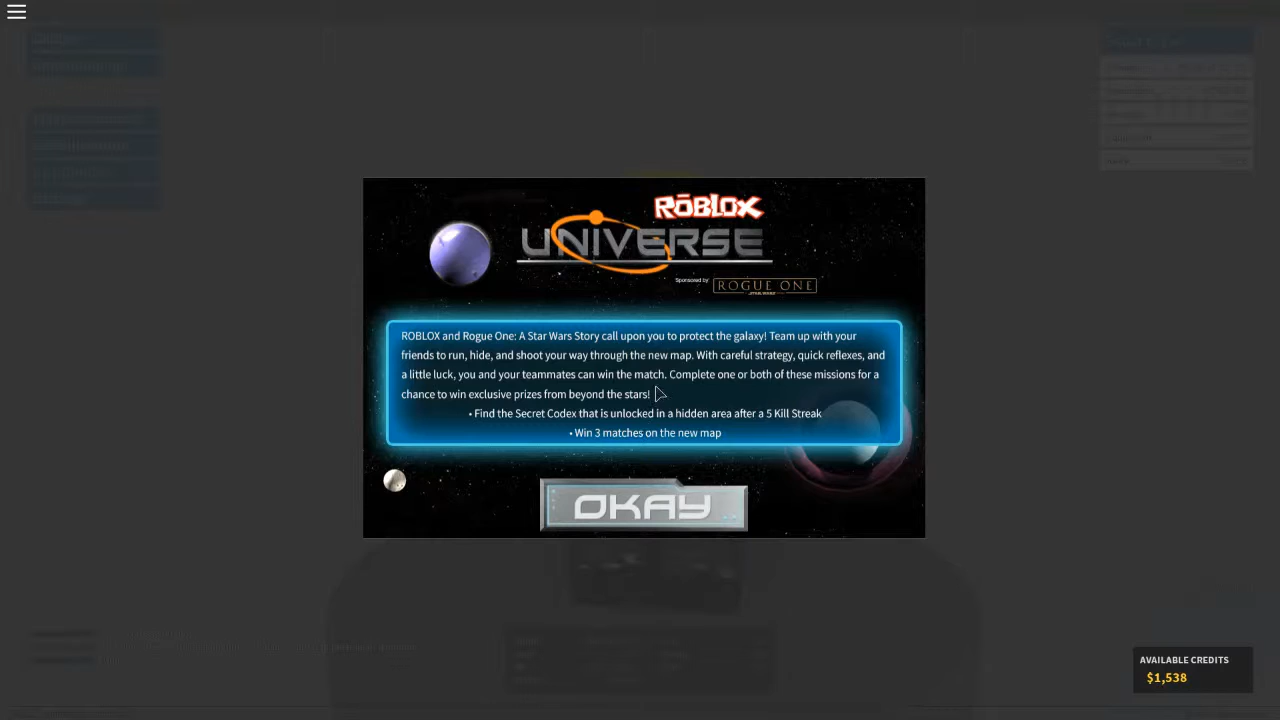 RŌBLOX
UNIVERSE
Sponsored by ROGUE ONE
STAR WARS
ROBLOX and Rogue One: A Star Wars Story call upon you to protect the galaxy! Team up with your
friends to run, hide, and shoot your way through the new map. With careful strategy, quick reflexes, and
a little luck, you and your teammates can win the match. Complete one or both of these missions for a
chance to win exclusive prizes from beyond the stars!
• Find the Secret Codex that is unlocked in a hidden area after a 5 Kill Streak
• Win 3 matches on the new map
OKAY
AVAILABLE CREDITS
$1,538